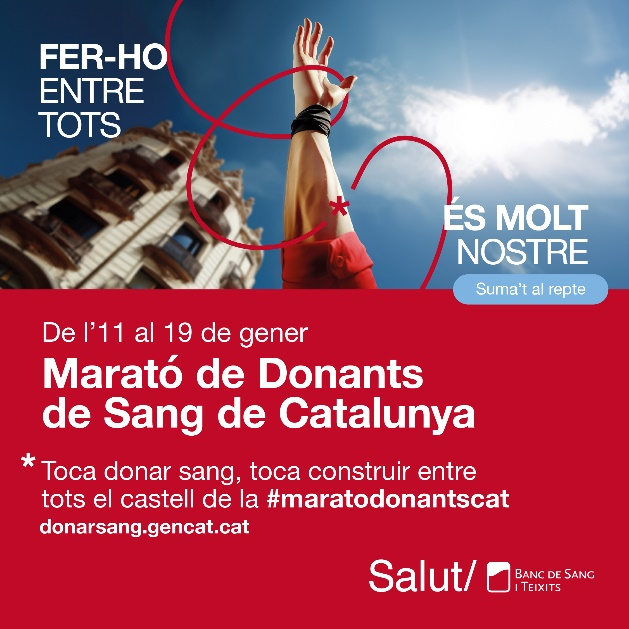 FER-HO
ENTRE
TOTS
ÉS MOLT
NOSTRE
Suma't al repte
De l'11 al 19 de gener
Marató de Donants
de Sang de Catalunya
* Toca donar sang, toca construir entre
tots el castell de la #maratodonantscat
donarsang.gencat.cat
Salut/ BANC DE SANG
I TEIXITS